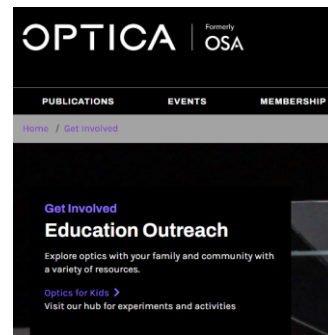 OPTICA
Formerly
OSA
PUBLICATIONS EVENTS MEMBERSHIP
Home / Get Involved
Get Involved
Education Outreach
Explore optics with your family and community with
a variety of resources.
Optics for Kids >
Visit our hub for experiments and activities